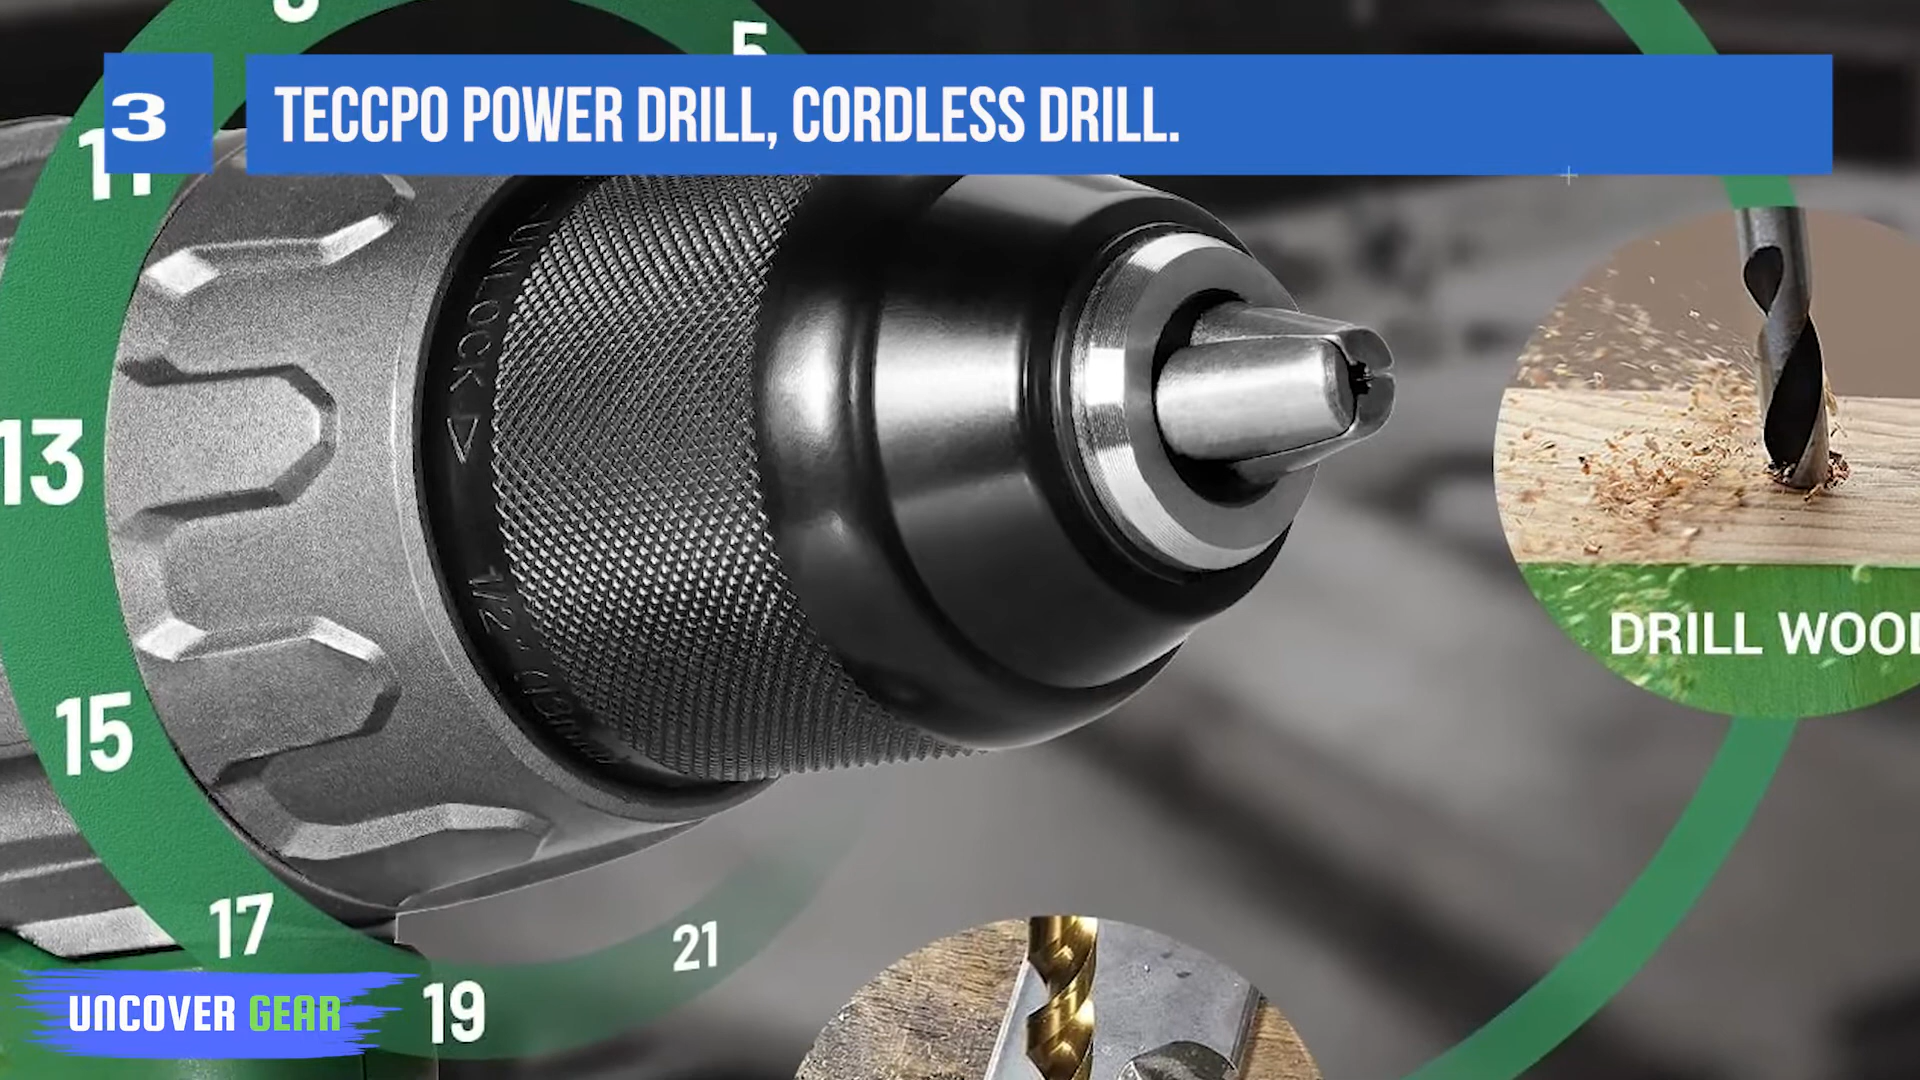 5
3
TECCPO POWER DRILL, CORDLESS DRILL.
11
UNLOCK
13
1/2
DRILL WOO
15
17
21
19
UNCOVER GEAR